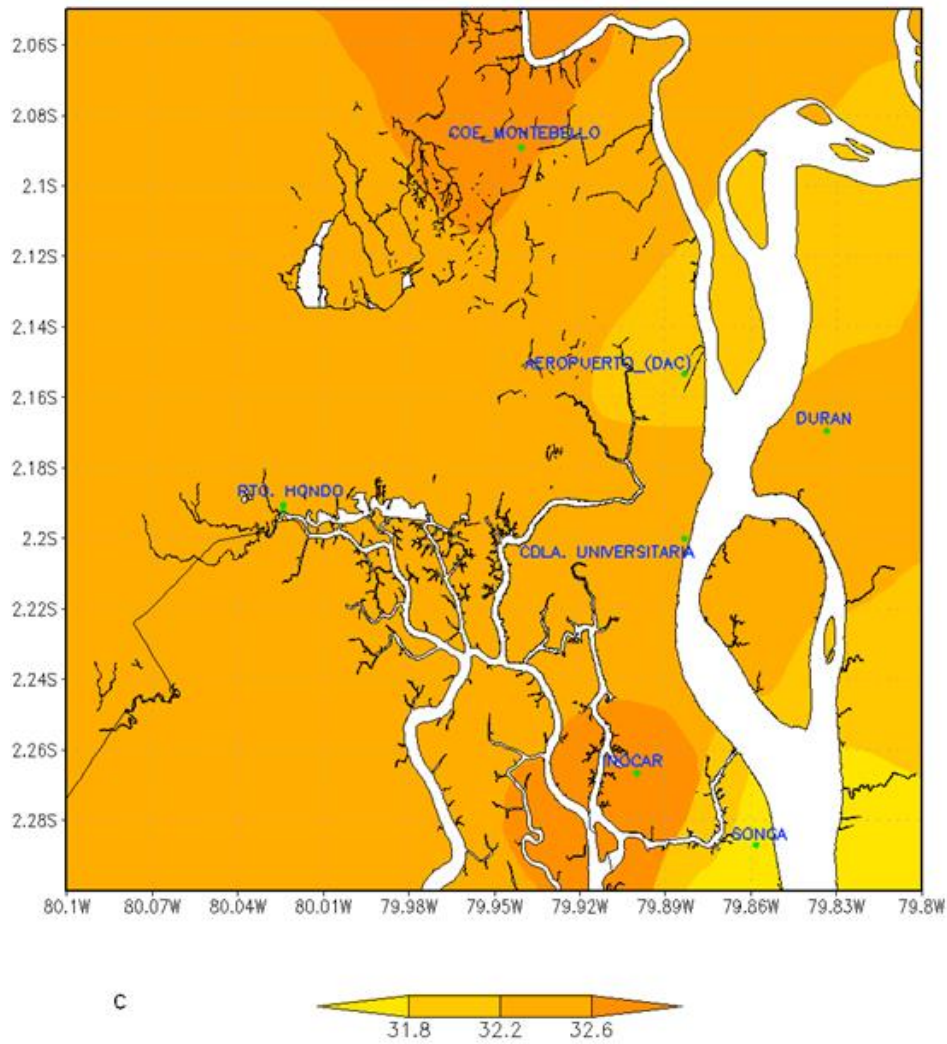 2.06S
2.08S
COE_MONTEBELLO
2.1S
2.12S
2.14S
AEROPUERTO_(DAC)
2.16S
DURAN
2.18S
PTO. HONDO
2.2S
CDLA. UNIVERSITARIA
2.22S
2.24S
2.26S
INOCAR
2.28S
SONGA
80.1W 80.07W 80.04W 80.01W 79.98W 79.95W 79.92W 79.89W 79.86W 79.83W 79.8W
C
31.8 32.2 32.6